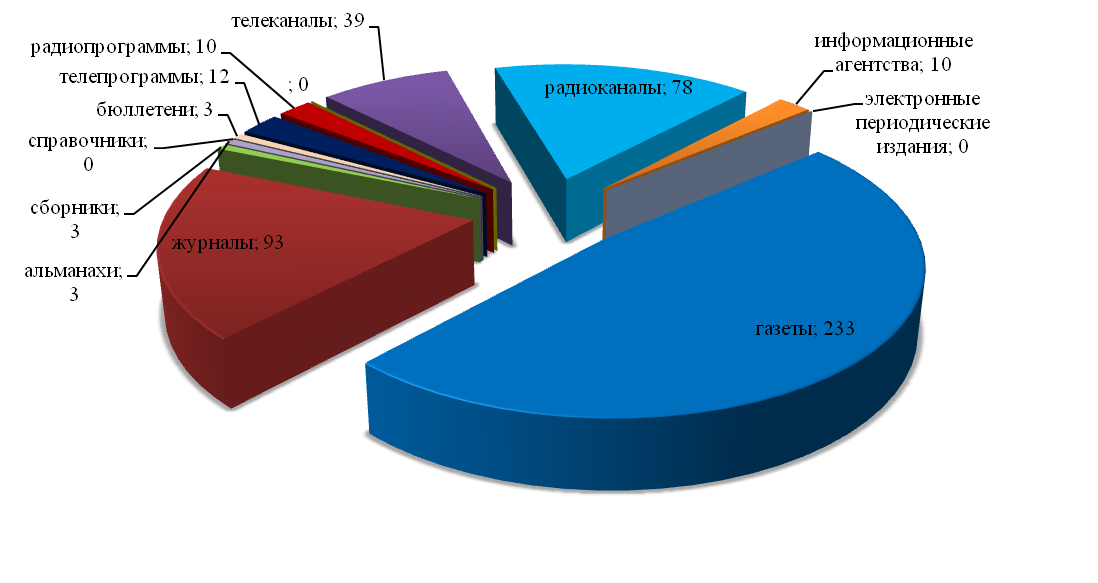 телеканалы; 39
радиопрограммы; 10
телепрограммы; 12
; 0
бюллетени; 3
справочники;
0
сборники;
3
альманахи;
3
журналы; 93
радиоканалы; 78
информационные
агентства; 10
электронные
периодические
издания; 0
газеты; 233